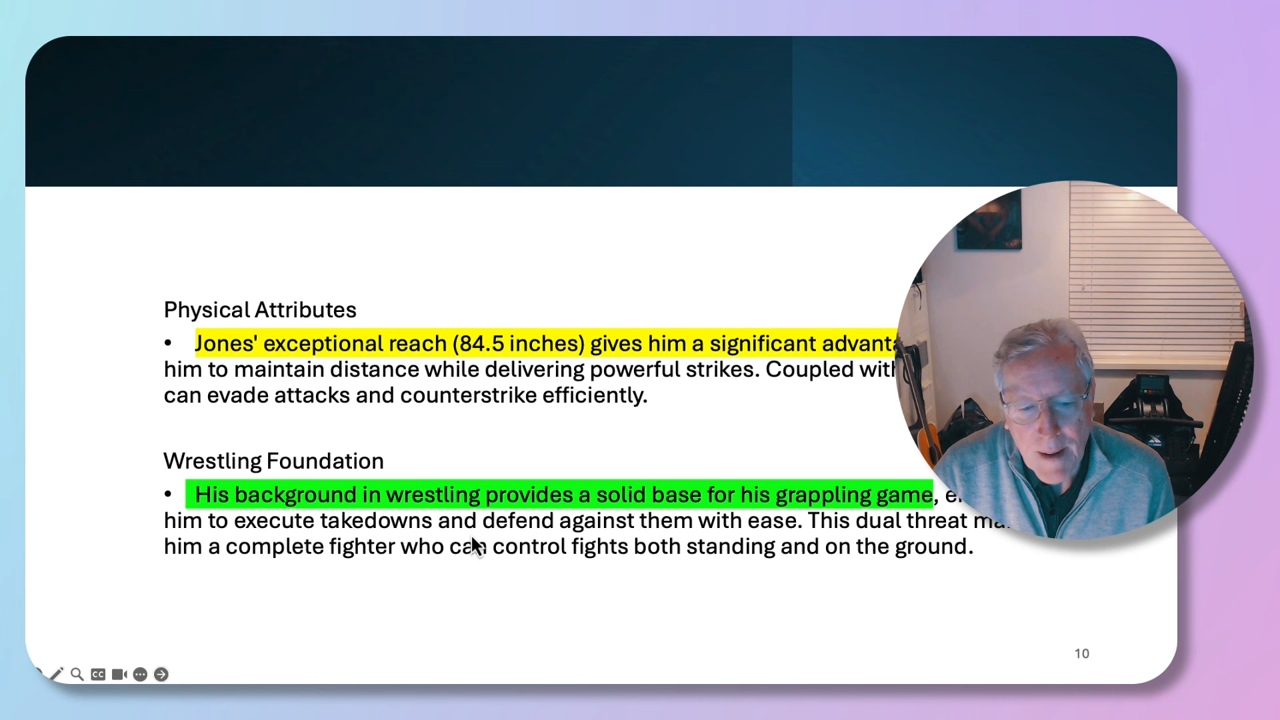 Physical Attributes
• Jones' exceptional reach (84.5 inches) gives him a significant
him to maintain distance while delivering powerful strikes. Coupled
can evade attacks and counterstrike efficiently.
Wrestling Foundation
• His background in wrestling provides a solid base for his grappling game,
him to execute takedowns and defend against them with ease. This dual threat
him a complete fighter who can control fights both standing and on the ground.
10
CC